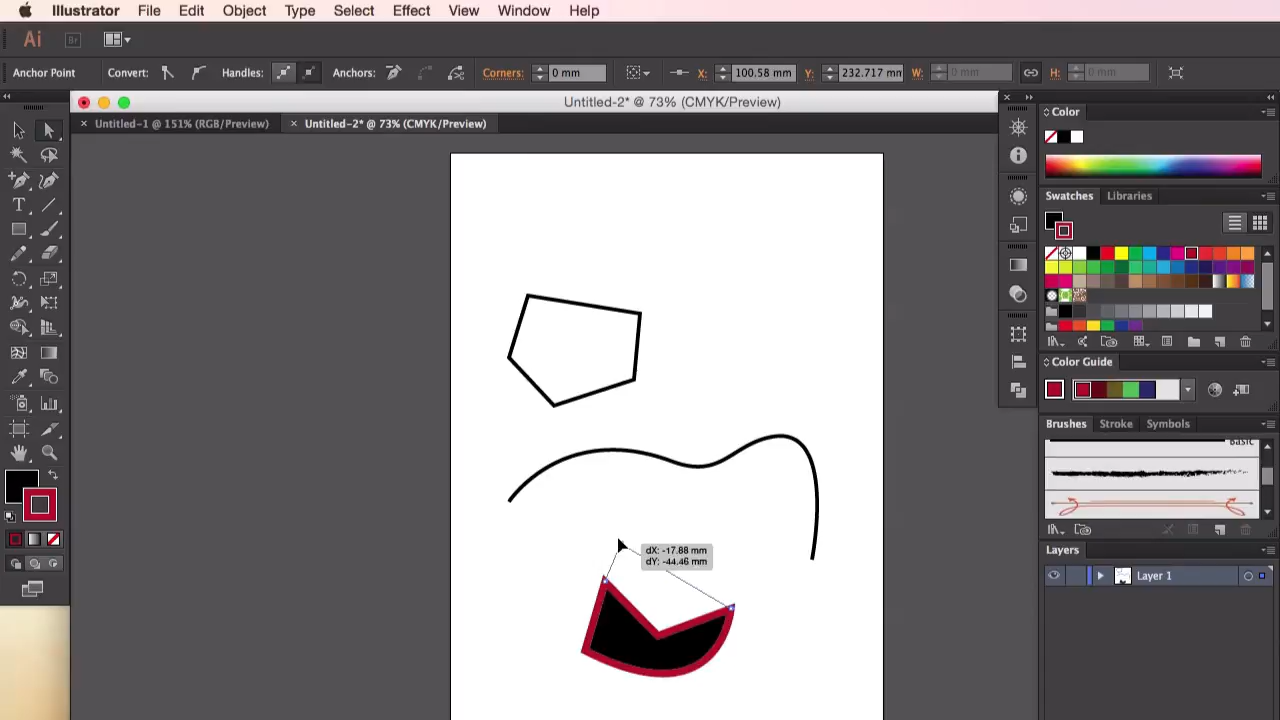 Illustrator File Edit Object Type Select Effect View Window Help
Ai Br
Anchor Point Convert: Handles: Anchors: Corners: 0 mm X: 100.58 mm Y: 232.717 mm W: 0 mm H: 0 mm
Untitled-2* @ 73% (CMYK/Preview)
× Untitled-1 @ 151% (RGB/Preview) × Untitled-2* @ 73% (CMYK/Preview)
Color
Swatches Libraries
Color Guide
Brushes Stroke Symbols
Basic
dX: -17.88 mm
dY: -44.46 mm
Layers
Layer 1